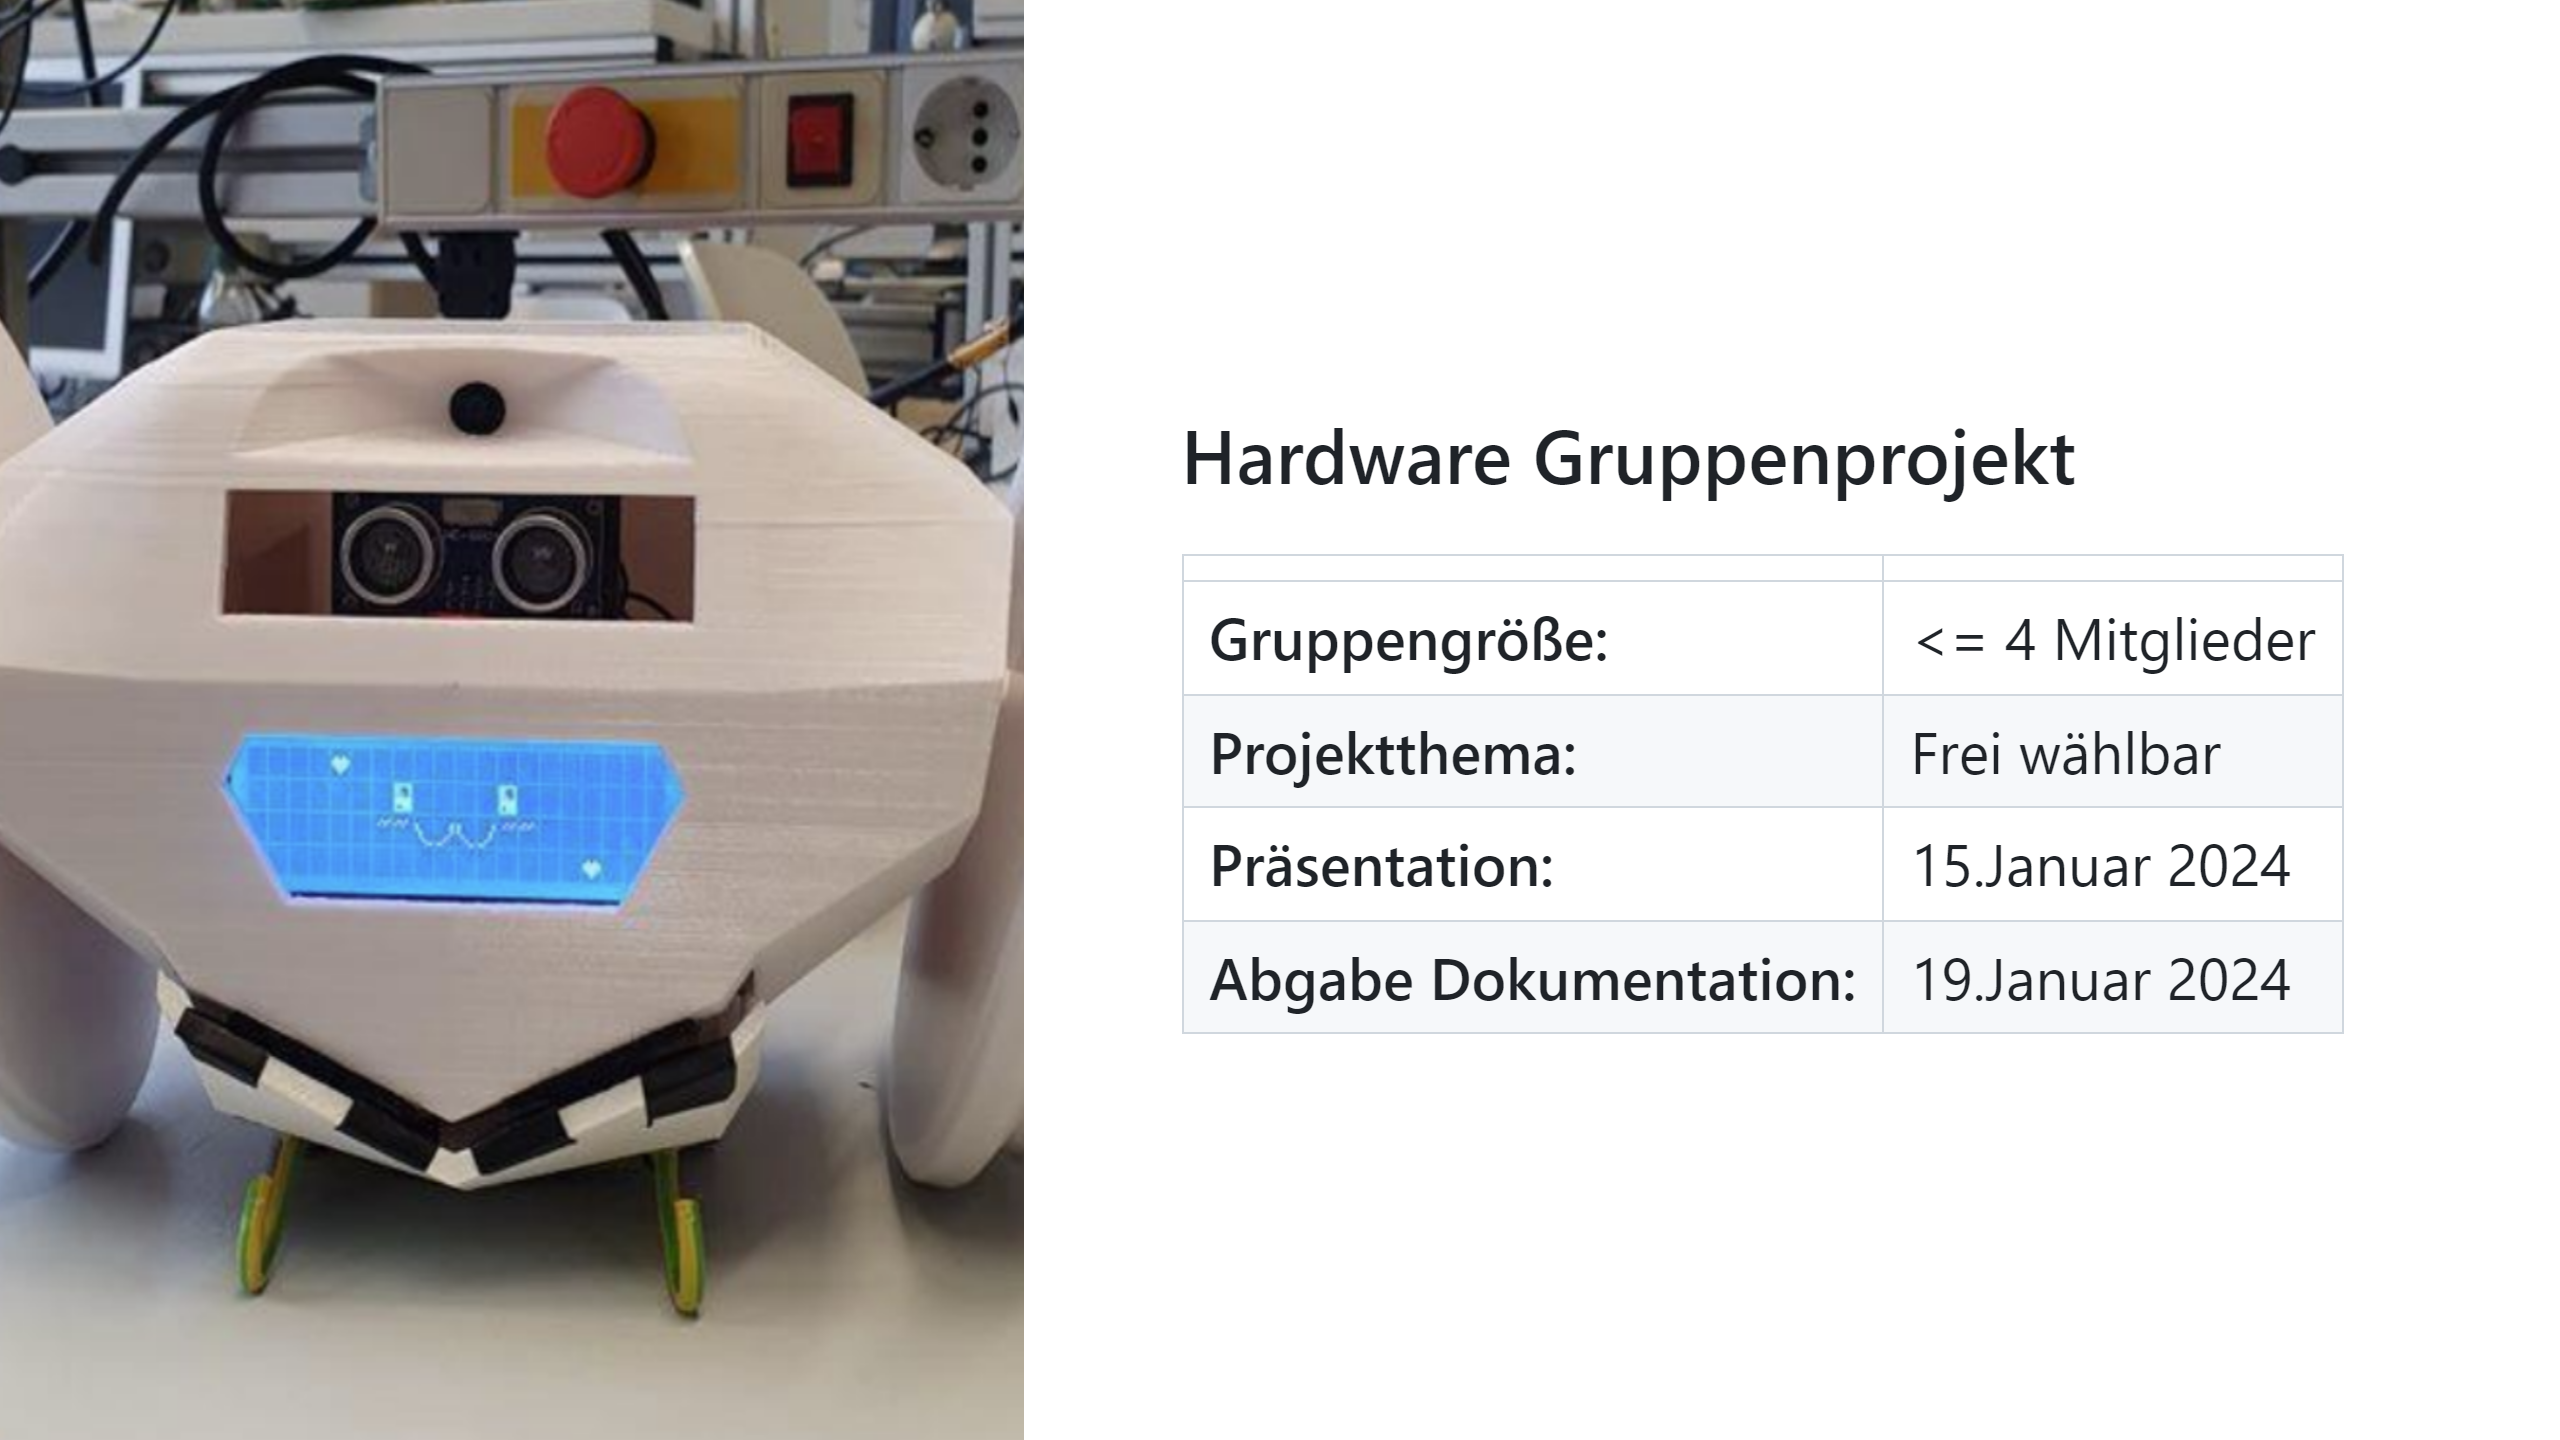 Hardware Gruppenprojekt
Gruppengröße: <= 4 Mitglieder
Projektthema: Frei wählbar
Präsentation: 15.Januar 2024
Abgabe Dokumentation: 19.Januar 2024